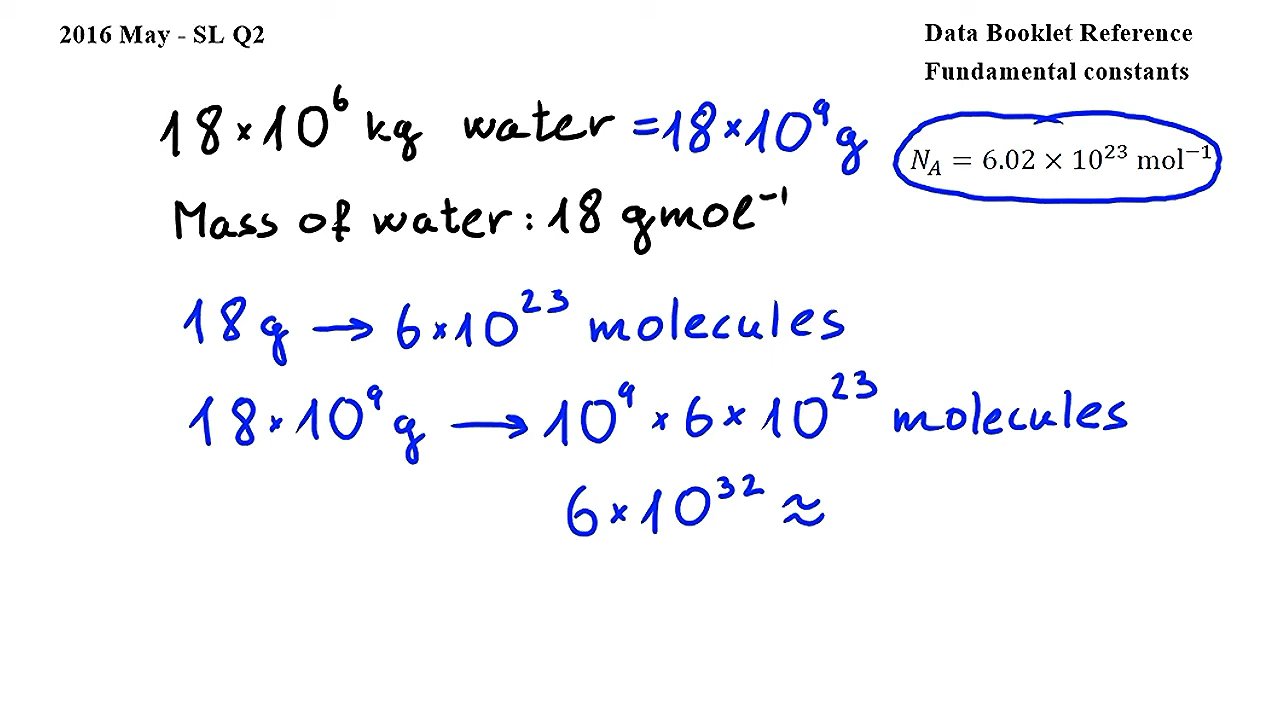 2016 May - SL Q2
Data Booklet Reference
Fundamental constants
18 × 10⁶ kg water = 18 × 10⁹ g
N_A = 6.02 × 10²³ mol⁻¹
Mass of water : 18 gmol⁻¹
18 g → 6 × 10²³ molecules
18 × 10⁹ g → 10⁹ × 6 × 10²³ molecules
6 × 10³² ≈